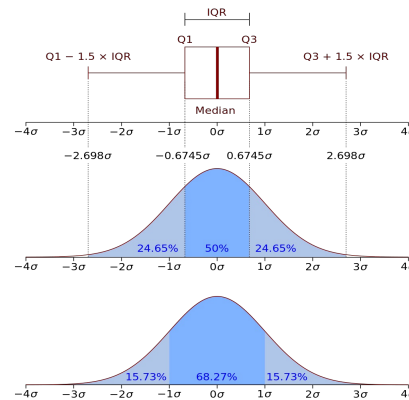 IQR
Q1 Q3
Q1 − 1.5 × IQR Q3 + 1.5 × IQR
Median
−4σ −3σ −2σ −1σ 0σ 1σ 2σ 3σ 4σ
−2.698σ −0.6745σ 0.6745σ 2.698σ
24.65% 50% 24.65%
−4σ −3σ −2σ −1σ 0σ 1σ 2σ 3σ 4σ
15.73% 68.27% 15.73%
−4σ −3σ −2σ −1σ 0σ 1σ 2σ 3σ 4σ